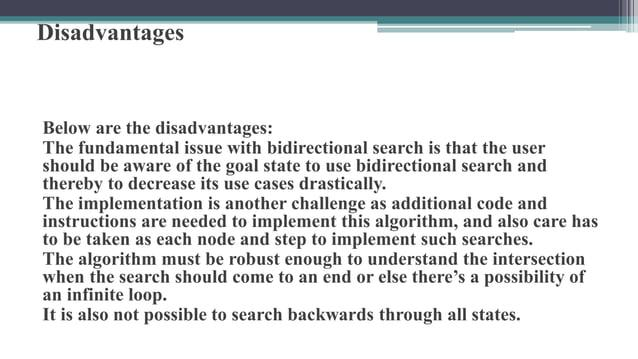 Disadvantages
Below are the disadvantages:
The fundamental issue with bidirectional search is that the user
should be aware of the goal state to use bidirectional search and
thereby to decrease its use cases drastically.
The implementation is another challenge as additional code and
instructions are needed to implement this algorithm, and also care has
to be taken as each node and step to implement such searches.
The algorithm must be robust enough to understand the intersection
when the search should come to an end or else there’s a possibility of
an infinite loop.
It is also not possible to search backwards through all states.